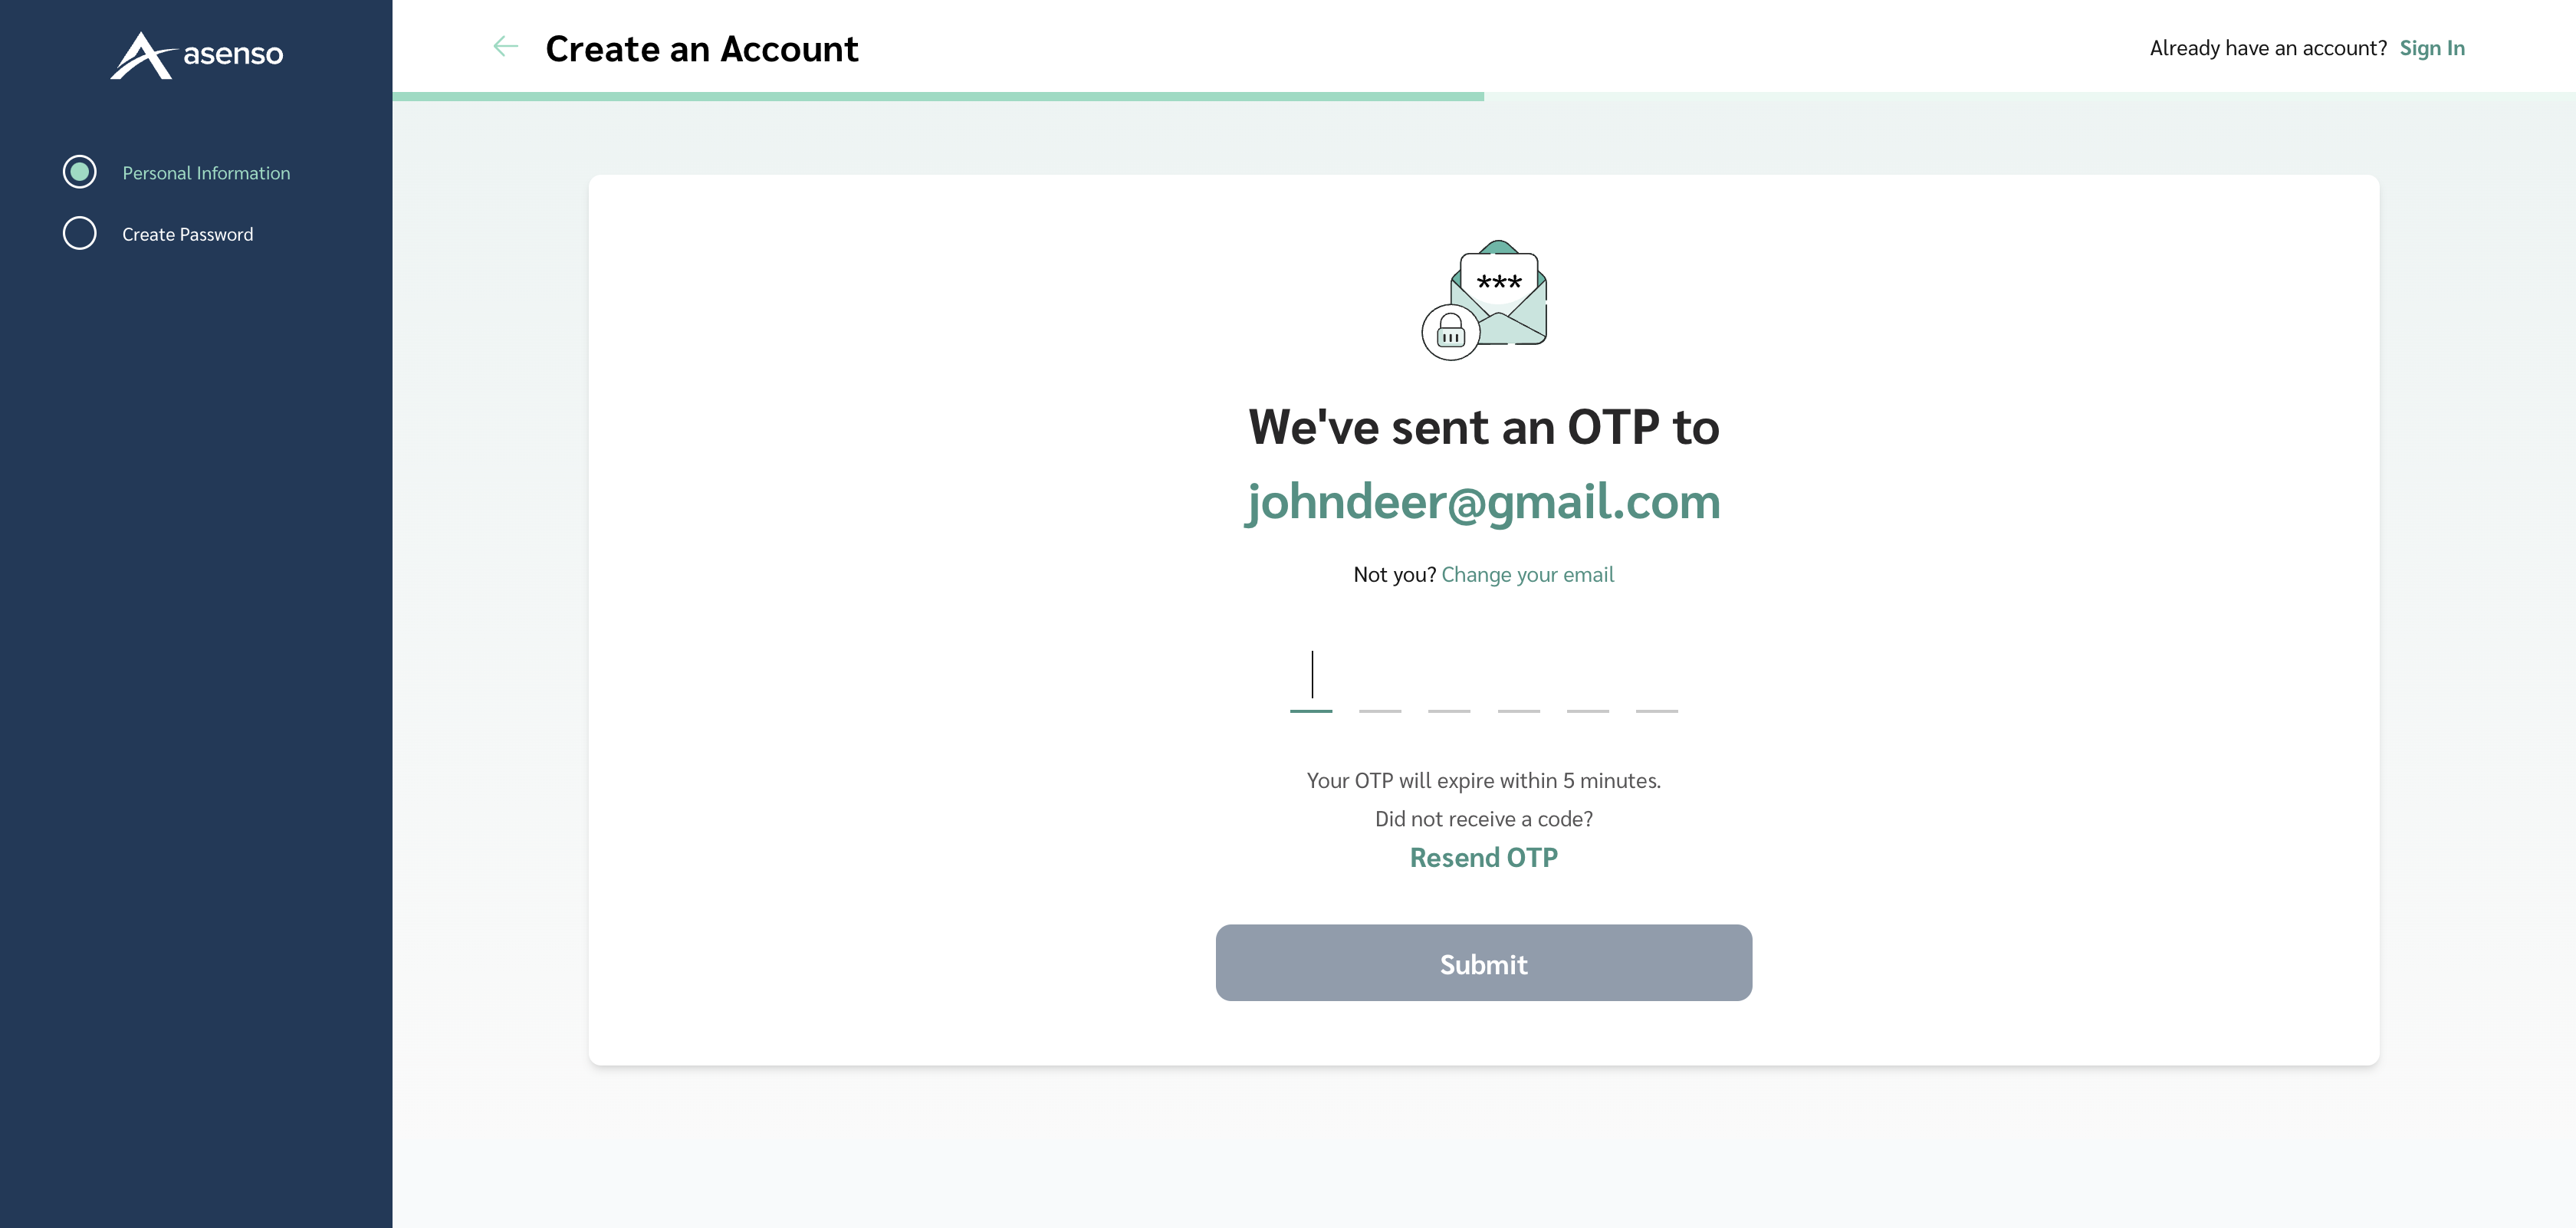 asenso
Personal Information
Create Password
Create an Account
Already have an account? Sign In
***
We've sent an OTP to
johndeer@gmail.com
Not you? Change your email
Your OTP will expire within 5 minutes.
Did not receive a code?
Resend OTP
Submit